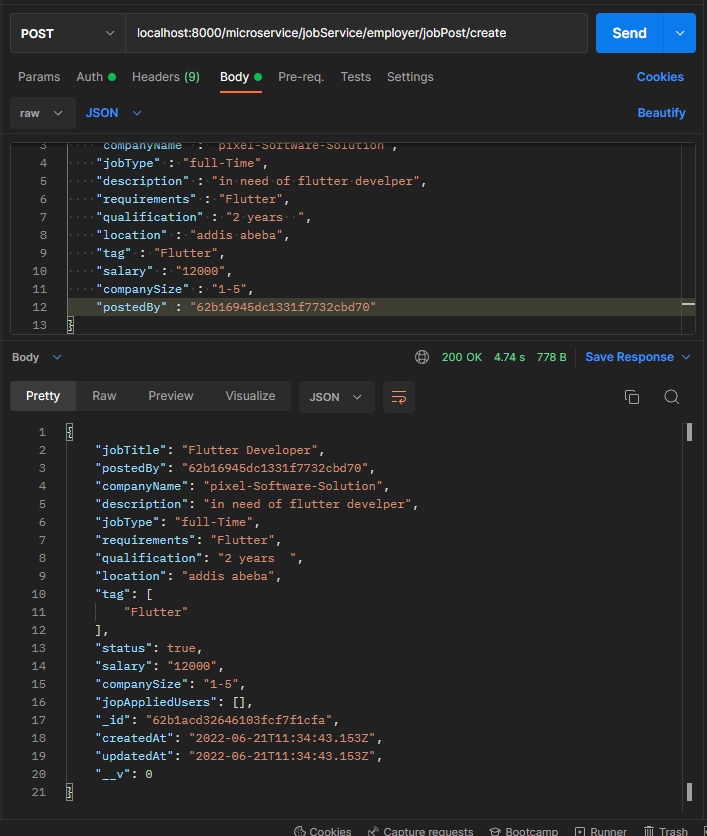 POST localhost:8000/microservice/jobService/employer/jobPost/create Send
Params Auth Headers (9) Body Pre-req. Tests Settings Cookies
raw JSON Beautify
3 "companyName" : "pixel-Software-Solution",
4 "jobType" : "full-Time",
5 "description" : "in need of flutter develper",
6 "requirements" : "Flutter",
7 "qualification" : "2 years  ",
8 "location" : "addis abeba",
9 "tag" : "Flutter",
10 "salary" : "12000",
11 "companySize" : "1-5",
12 "postedBy" : "62b16945dc1331f7732cbd70"
13 }
Body 200 OK 4.74 s 778 B Save Response
Pretty Raw Preview Visualize JSON
1 {
2 "jobTitle": "Flutter Developer",
3 "postedBy": "62b16945dc1331f7732cbd70",
4 "companyName": "pixel-Software-Solution",
5 "description": "in need of flutter develper",
6 "jobType": "full-Time",
7 "requirements": "Flutter",
8 "qualification": "2 years  ",
9 "location": "addis abeba",
10 "tag": [
11 "Flutter"
12 ],
13 "status": true,
14 "salary": "12000",
15 "companySize": "1-5",
16 "jopAppliedUsers": [],
17 "_id": "62b1acd32646103fcf7f1cfa",
18 "createdAt": "2022-06-21T11:34:43.153Z",
19 "updatedAt": "2022-06-21T11:34:43.153Z",
20 "__v": 0
21 }
Cookies Capture requests Bootcamp Runner Trash